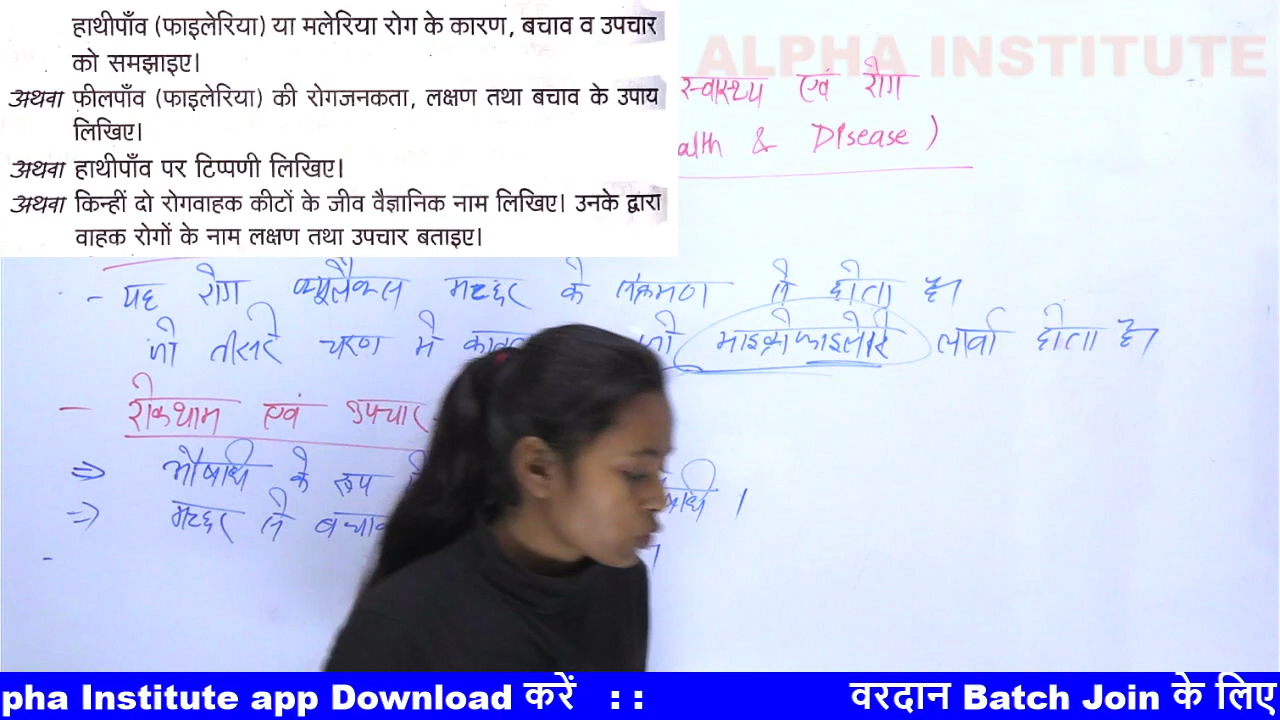 हाथीपाँव (फाइलेरिया) या मलेरिया रोग के कारण, बचाव व उपचार
को समझाइए।
अथवा फीलपाँव (फाइलेरिया) की रोगजनकता, लक्षण तथा बचाव के उपाय
लिखिए।
अथवा हाथीपाँव पर टिप्पणी लिखिए।
अथवा किन्हीं दो रोगवाहक कीटों के जीव वैज्ञानिक नाम लिखिए। उनके द्वारा
वाहक रोगों के नाम लक्षण तथा उपचार बताइए।
ALPHA INSTITUTE
स्वास्थ्य एवं रोग
alth & Disease )
- यह रोग क्यूलैक्स मच्छर के संक्रमण से होता है।
जो तीसरे चरण मे जो माइक्रोफाइलेरि लार्वा होता है।
- रोकथाम एवं उपचार
⇒ औषधि के रूप
⇒ मच्छर से बचाव
pha Institute app Download करें : : वरदान Batch Join के लिए